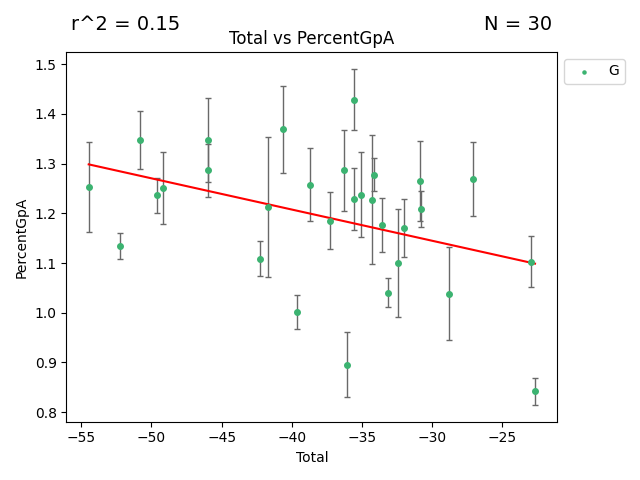 r^2 = 0.15
N = 30
Total vs PercentGpA
G
PercentGpA
1.5
1.4
1.3
1.2
1.1
1.0
0.9
0.8
−55
−50
−45
−40
−35
−30
−25
Total